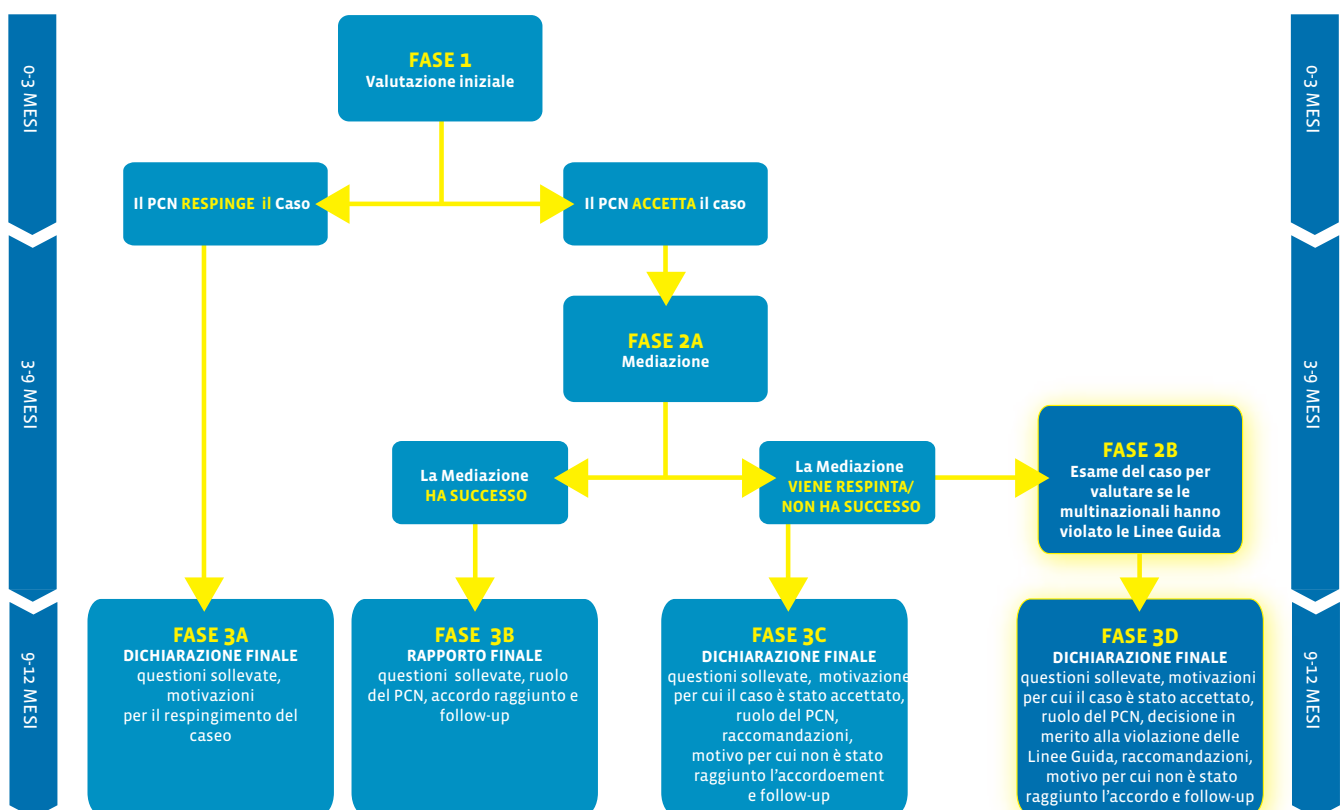 0-3 MESI
3-9 MESI
9-12 MESI
FASE 1
Valutazione iniziale
Il PCN RESPINGE il Caso
Il PCN ACCETTA il caso
FASE 2A
Mediazione
La Mediazione
HA SUCCESSO
La Mediazione
VIENE RESPINTA/
NON HA SUCCESSO
FASE 2B
Esame del caso per
valutare se le
multinazionali hanno
violato le Linee Guida
FASE 3A
DICHIARAZIONE FINALE
questioni sollevate,
motivazioni
per il respingimento del
caseo
FASE 3B
RAPPORTO FINALE
questioni sollevate, ruolo
del PCN, accordo raggiunto e
follow-up
FASE 3C
DICHIARAZIONE FINALE
questioni sollevate, motivazione
per cui il caso è stato accettato,
ruolo del PCN,
raccomandazioni,
motivo per cui non è stato
raggiunto l’accordoement
e follow-up
FASE 3D
DICHIARAZIONE FINALE
questioni sollevate, motivazioni
per cui il caso è stato accettato,
ruolo del PCN, decisione in
merito alla violazione delle
Linee Guida, raccomandazioni,
motivo per cui non è stato
raggiunto l’accordo e follow-up
0-3 MESI
3-9 MESI
9-12 MESI